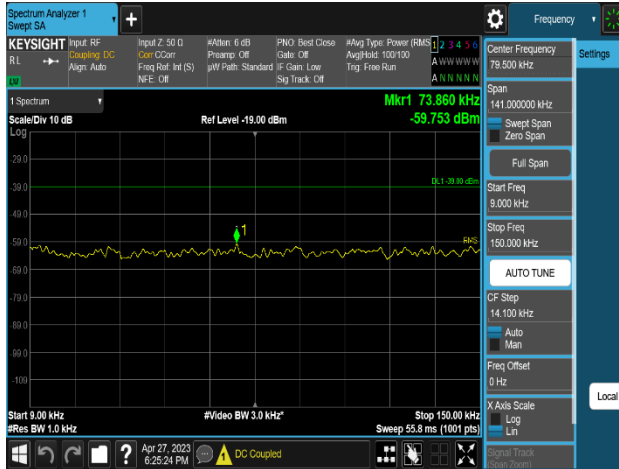 Spectrum Analyzer 1
Swept SA
+
Frequency
KEYSIGHT
RL
Input: RF
Coupling: DC
Align: Auto
Input Z: 50 Ω
Corr CCorr
Freq Ref: Int (S)
NFE: Off
#Atten: 6 dB
Preamp: Off
µW Path: Standard
PNO: Best Close
Gate: Off
IF Gain: Low
Sig Track: Off
#Avg Type: Power (RMS
Avg|Hold: 100/100
Trig: Free Run
1 2 3 4 5 6
A W W W W W
A N N N N N
Center Frequency
79.500 kHz
Settings
1 Spectrum
Scale/Div 10 dB
Ref Level -19.00 dBm
Mkr1 73.860 kHz
-59.753 dBm
Log
-29.0
-39.0
-49.0
-59.0
-69.0
-79.0
-89.0
-99.0
-109
DL1 -39.00 dBm
1
RMS
Start 9.00 kHz
#Res BW 1.0 kHz
#Video BW 3.0 kHz*
Stop 150.00 kHz
Sweep 55.8 ms (1001 pts)
Span
141.000000 kHz
Swept Span
Zero Span
Full Span
Start Freq
9.000 kHz
Stop Freq
150.000 kHz
AUTO TUNE
CF Step
14.100 kHz
Auto
Man
Freq Offset
0 Hz
X Axis Scale
Log
Lin
Signal Track
(Span Zoom)
Local
?
Apr 27, 2023
6:25:24 PM
DC Coupled